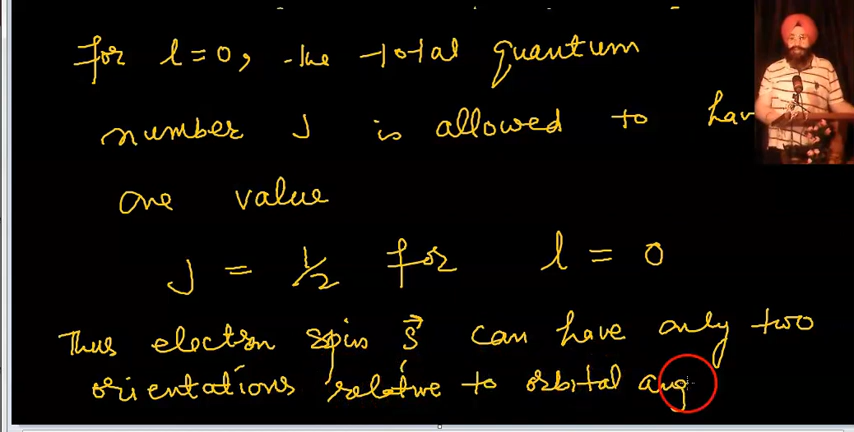 for l = 0, the total quantum
number J is allowed to hav
one value
J = 1/2 for l = 0
Thus electron spin S⃗ can have only two
orientations relative to orbital ang